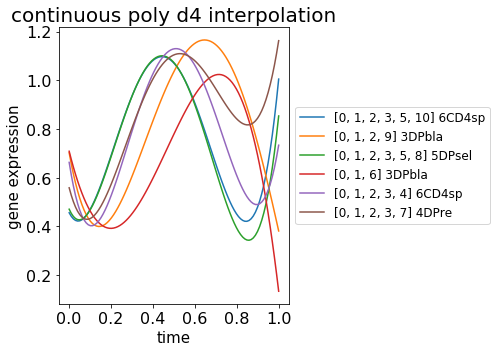 continuous poly d4 interpolation
gene expression
1.2
1.0
0.8
0.6
0.4
0.2
0.0 0.2 0.4 0.6 0.8 1.0
time
[0, 1, 2, 3, 5, 10] 6CD4sp
[0, 1, 2, 9] 3DPbla
[0, 1, 2, 3, 5, 8] 5DPsel
[0, 1, 6] 3DPbla
[0, 1, 2, 3, 4] 6CD4sp
[0, 1, 2, 3, 7] 4DPre